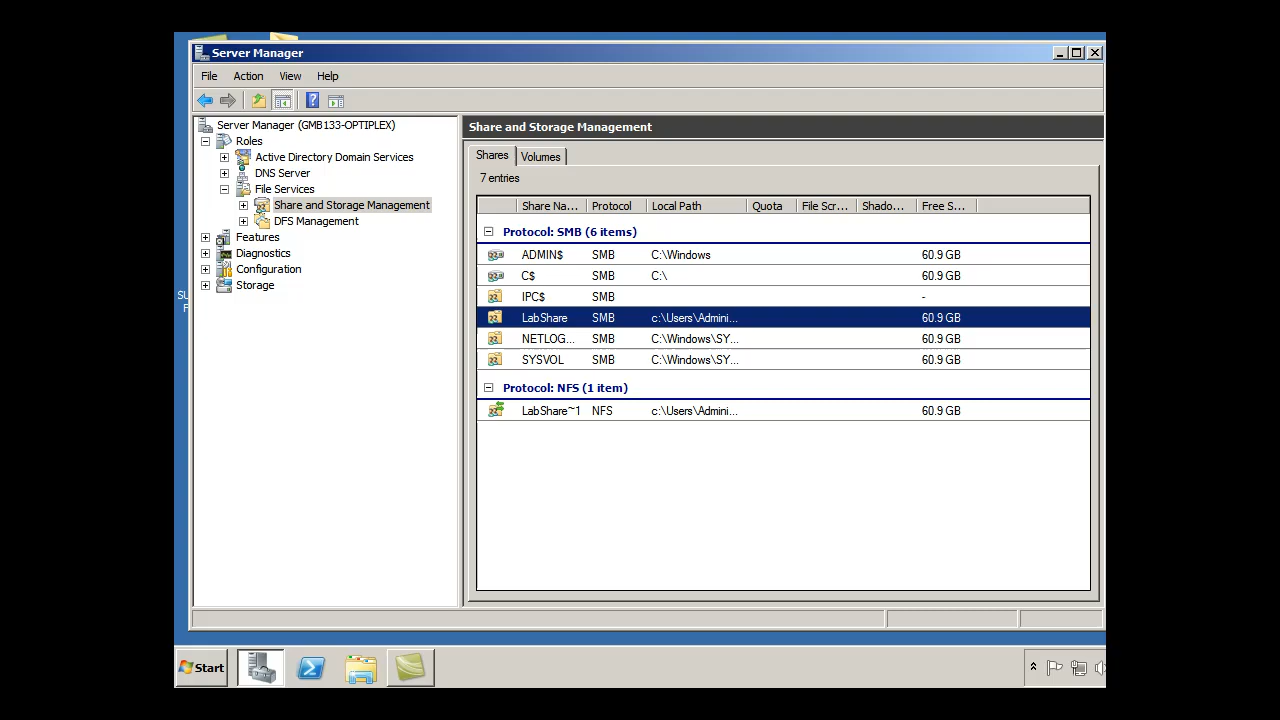 Server Manager
File Action View Help
Server Manager (GMB133-OPTIPLEX)
Roles
Active Directory Domain Services
DNS Server
File Services
Share and Storage Management
DFS Management
Features
Diagnostics
Configuration
Storage
Share and Storage Management
Shares Volumes
7 entries
Share Na... Protocol Local Path Quota File Scr... Shado... Free S...
Protocol: SMB (6 items)
ADMIN$ SMB C:\Windows 60.9 GB
C$ SMB C:\ 60.9 GB
IPC$ SMB -
LabShare SMB c:\Users\Admini... 60.9 GB
NETLOG... SMB C:\Windows\SY... 60.9 GB
SYSVOL SMB C:\Windows\SY... 60.9 GB
Protocol: NFS (1 item)
LabShare~1 NFS c:\Users\Admini... 60.9 GB
Start